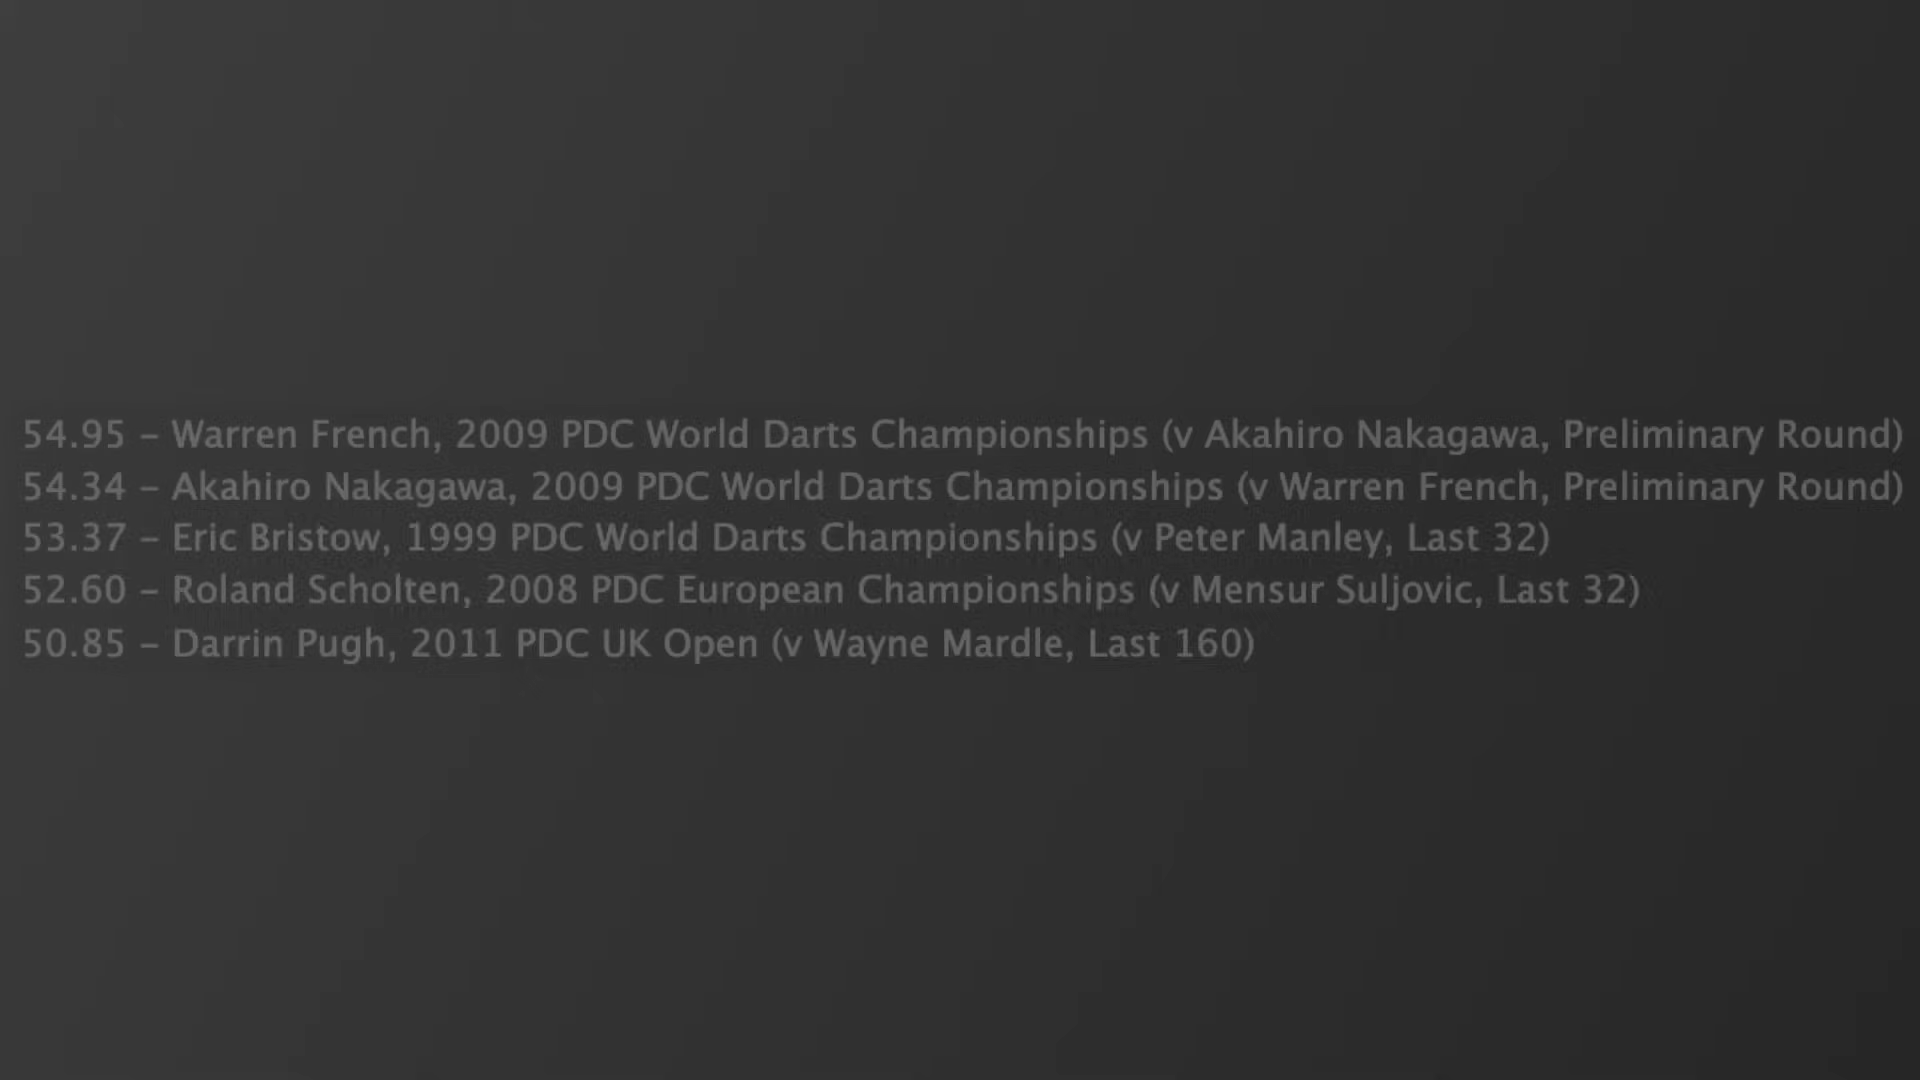 54.95 – Warren French, 2009 PDC World Darts Championships (v Akahiro Nakagawa, Preliminary Round)
54.34 – Akahiro Nakagawa, 2009 PDC World Darts Championships (v Warren French, Preliminary Round)
53.37 – Eric Bristow, 1999 PDC World Darts Championships (v Peter Manley, Last 32)
52.60 – Roland Scholten, 2008 PDC European Championships (v Mensur Suljovic, Last 32)
50.85 – Darrin Pugh, 2011 PDC UK Open (v Wayne Mardle, Last 160)